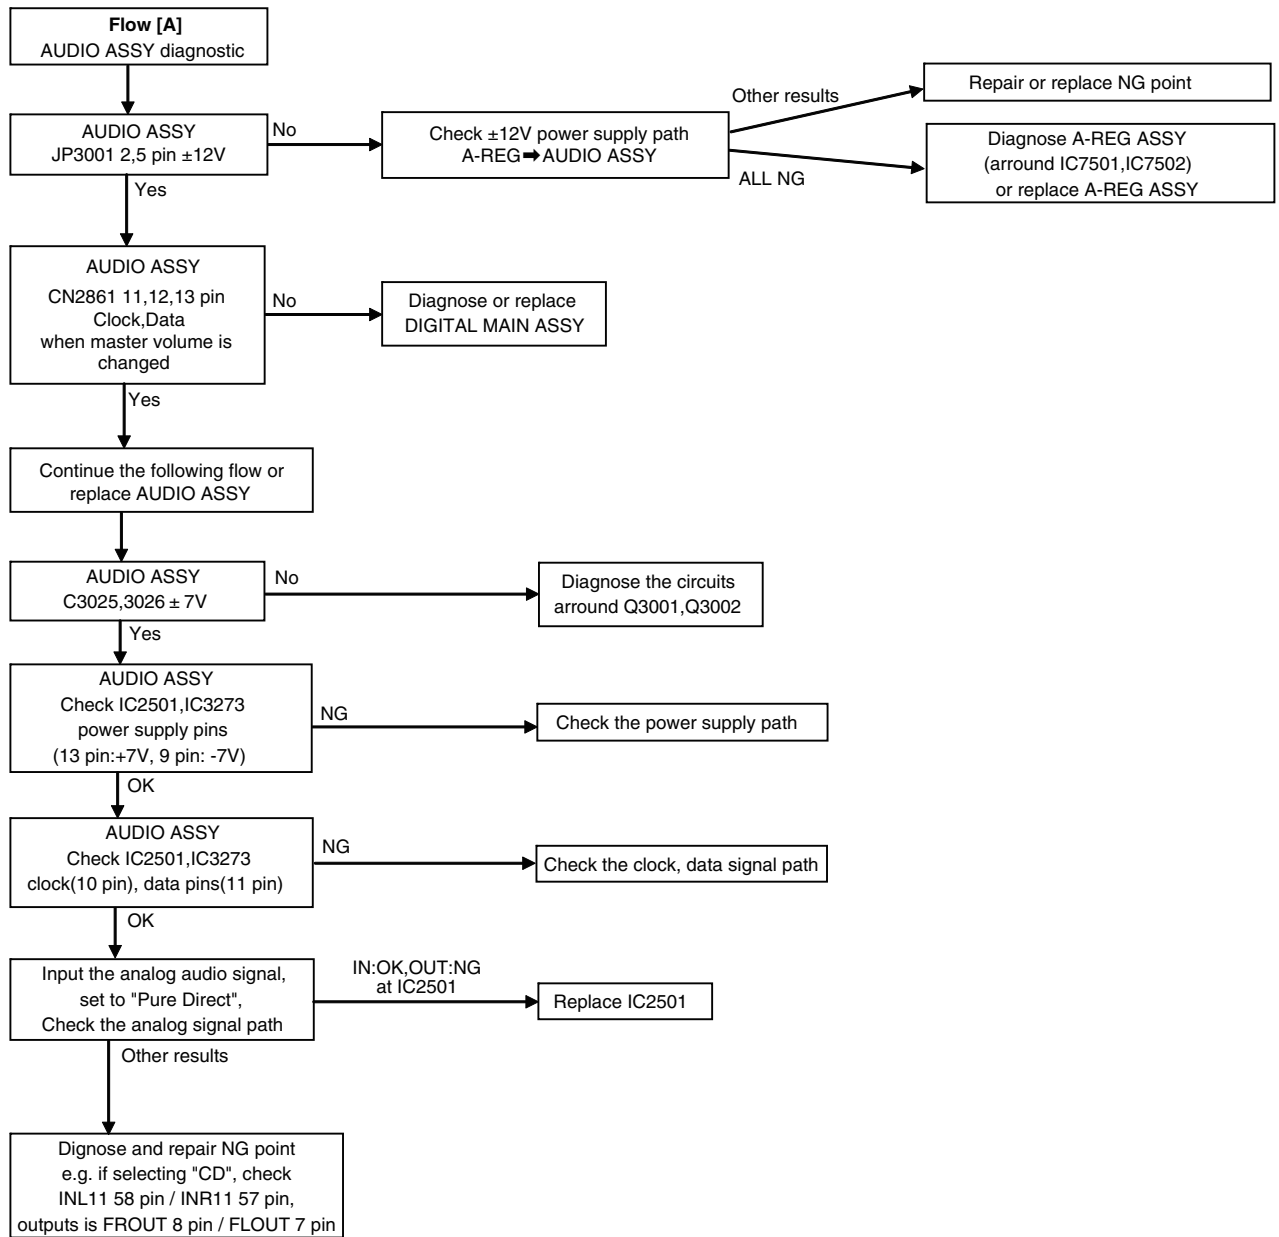 Flow [A]
AUDIO ASSY diagnostic
AUDIO ASSY
JP3001 2,5 pin ±12V
No
Check ±12V power supply path
A-REG➡AUDIO ASSY
Other results
Repair or replace NG point
ALL NG
Diagnose A-REG ASSY
(arround IC7501,IC7502)
or replace A-REG ASSY
Yes
AUDIO ASSY
CN2861 11,12,13 pin
Clock,Data
when master volume is
changed
No
Diagnose or replace
DIGITAL MAIN ASSY
Yes
Continue the following flow or
replace AUDIO ASSY
AUDIO ASSY
C3025,3026 ± 7V
No
Diagnose the circuits
arround Q3001,Q3002
Yes
AUDIO ASSY
Check IC2501,IC3273
power supply pins
(13 pin:+7V, 9 pin: -7V)
NG
Check the power supply path
OK
AUDIO ASSY
Check IC2501,IC3273
clock(10 pin), data pins(11 pin)
NG
Check the clock, data signal path
OK
Input the analog audio signal,
set to "Pure Direct",
Check the analog signal path
IN:OK,OUT:NG
at IC2501
Replace IC2501
Other results
Dignose and repair NG point
e.g. if selecting "CD", check
INL11 58 pin / INR11 57 pin,
outputs is FROUT 8 pin / FLOUT 7 pin